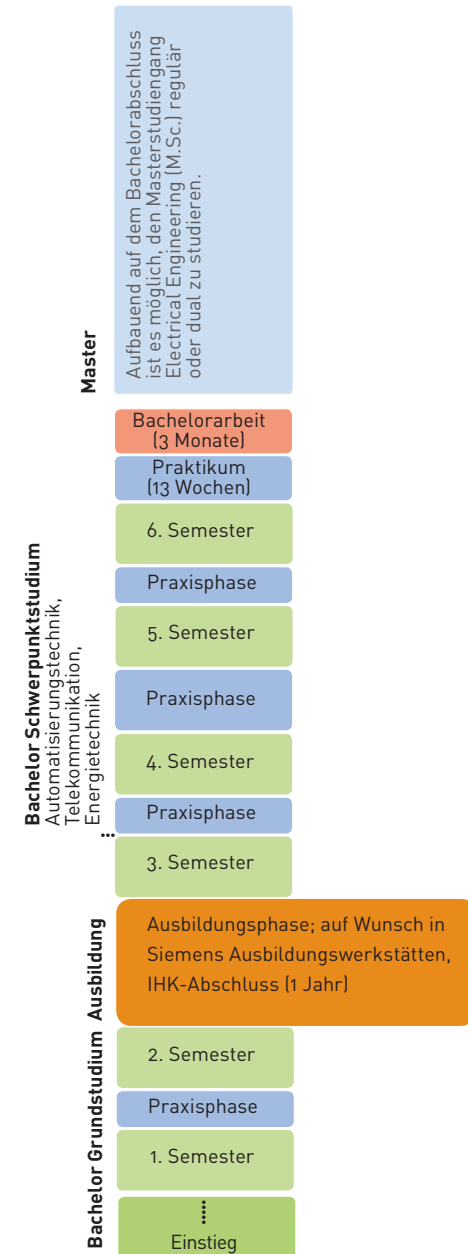 Aufbauend auf dem Bachelorabschluss
ist es möglich, den Masterstudiengang
Electrical Engineering (M.Sc.) regulär
oder dual zu studieren.
Master
Bachelorarbeit
(3 Monate)
Praktikum
(13 Wochen)
6. Semester
Praxisphase
5. Semester
Praxisphase
4. Semester
Praxisphase
3. Semester
Bachelor Schwerpunktstudium
Automatisierungstechnik,
Telekommunikation,
Energietechnik
...
Ausbildung
Ausbildungsphase; auf Wunsch in
Siemens Ausbildungswerkstätten,
IHK-Abschluss (1 Jahr)
2. Semester
Praxisphase
1. Semester
Bachelor Grundstudium
.....
Einstieg